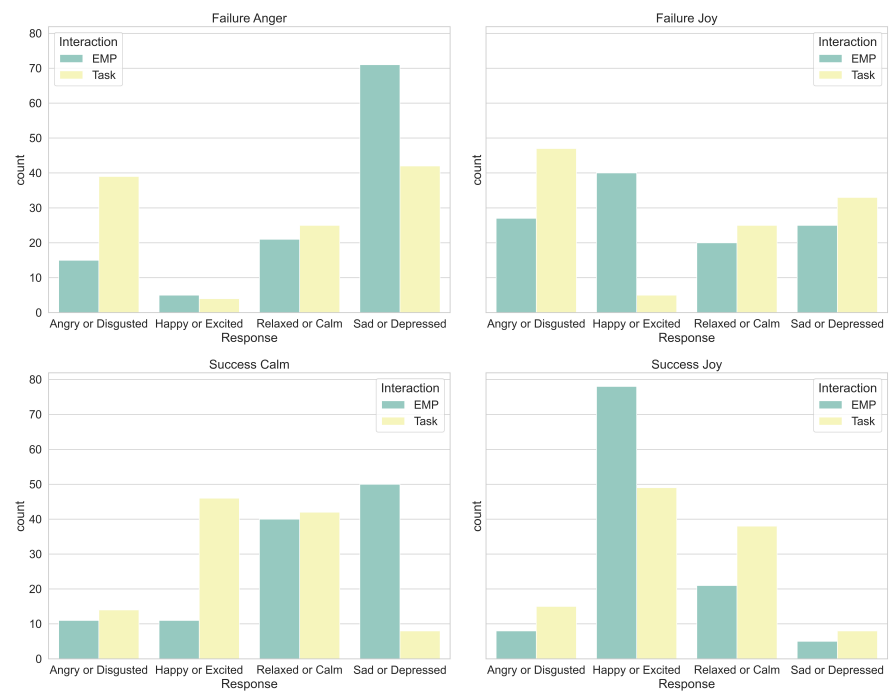 Failure Anger
80
70
60
50
40
30
20
10
0
count
Interaction
EMP
Task
Angry or Disgusted Happy or Excited Relaxed or Calm Sad or Depressed
Response
Failure Joy
count
Interaction
EMP
Task
Angry or Disgusted Happy or Excited Relaxed or Calm Sad or Depressed
Response
Success Calm
80
70
60
50
40
30
20
10
0
count
Interaction
EMP
Task
Angry or Disgusted Happy or Excited Relaxed or Calm Sad or Depressed
Response
Success Joy
count
Interaction
EMP
Task
Angry or Disgusted Happy or Excited Relaxed or Calm Sad or Depressed
Response